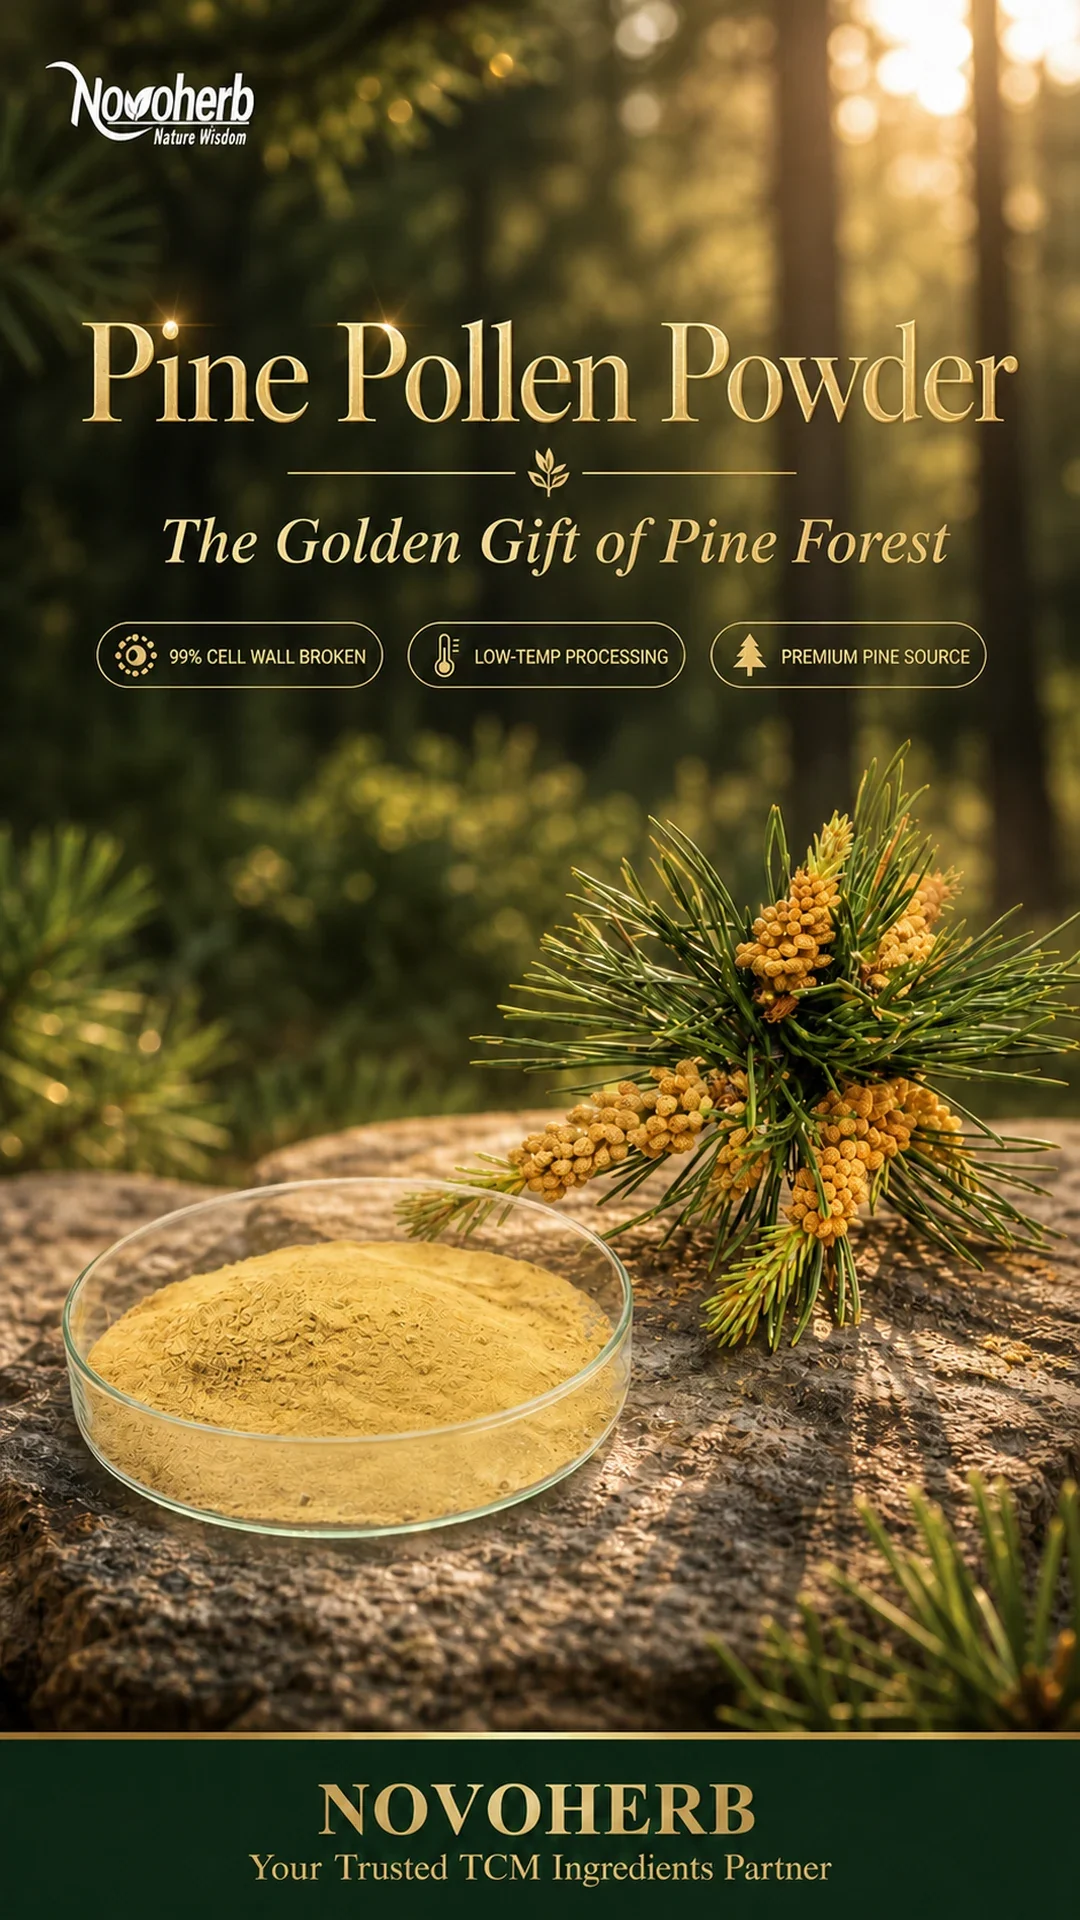 Novoherb
Nature Wisdom
Pine Pollen Powder
The Golden Gift of Pine Forest
99% CELL WALL BROKEN
LOW-TEMP PROCESSING
PREMIUM PINE SOURCE
NOVOHERB
Your Trusted TCM Ingredients Partner